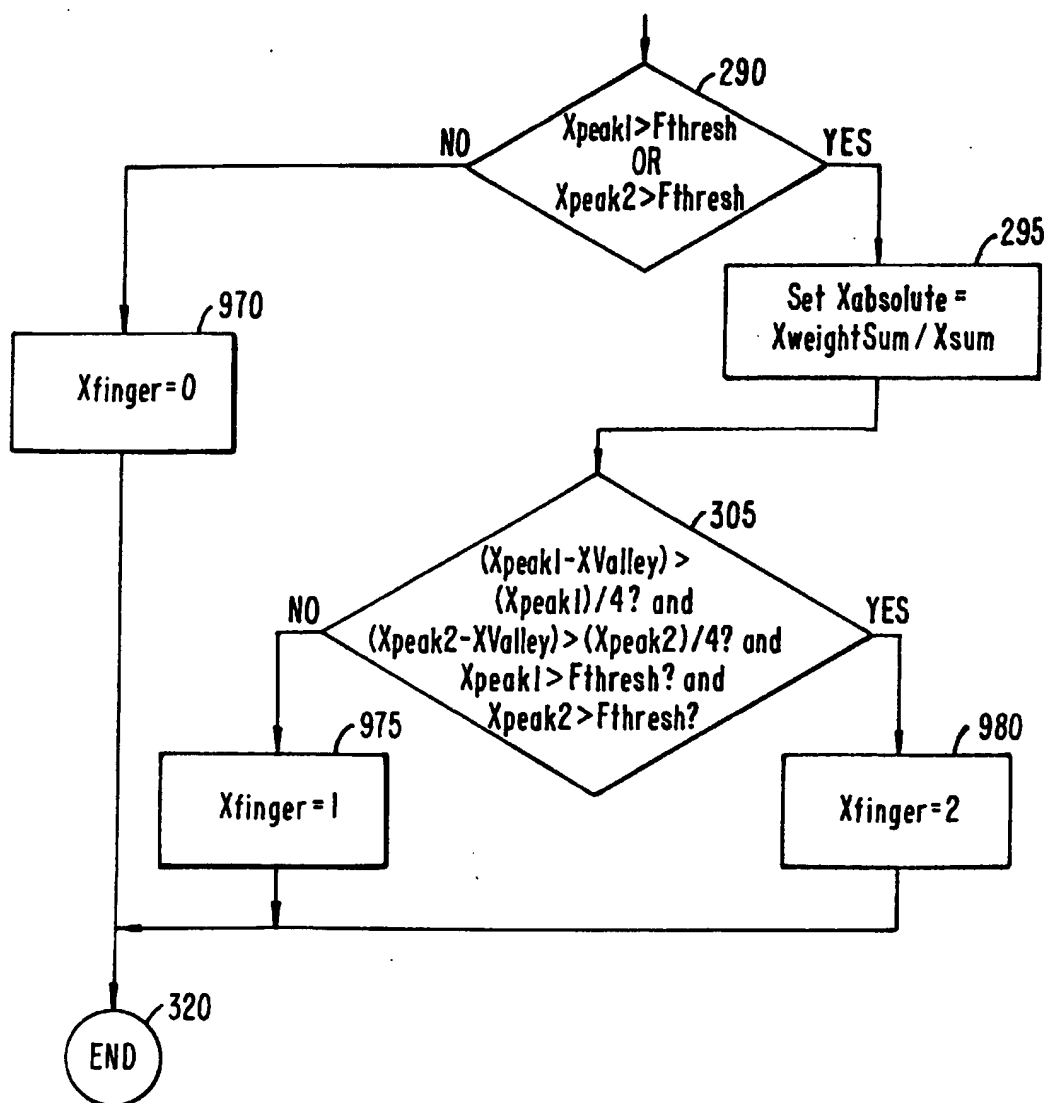 290
Xpeak1>Fthresh
OR
Xpeak2>Fthresh
NO
YES
295
Set Xabsolute =
XweightSum / Xsum
970
Xfinger=0
305
(Xpeak1-XValley) >
(Xpeak1)/4? and
(Xpeak2-XValley) > (Xpeak2)/4? and
Xpeak1 > Fthresh? and
Xpeak2 > Fthresh?
NO
YES
975
Xfinger=1
980
Xfinger=2
320
END